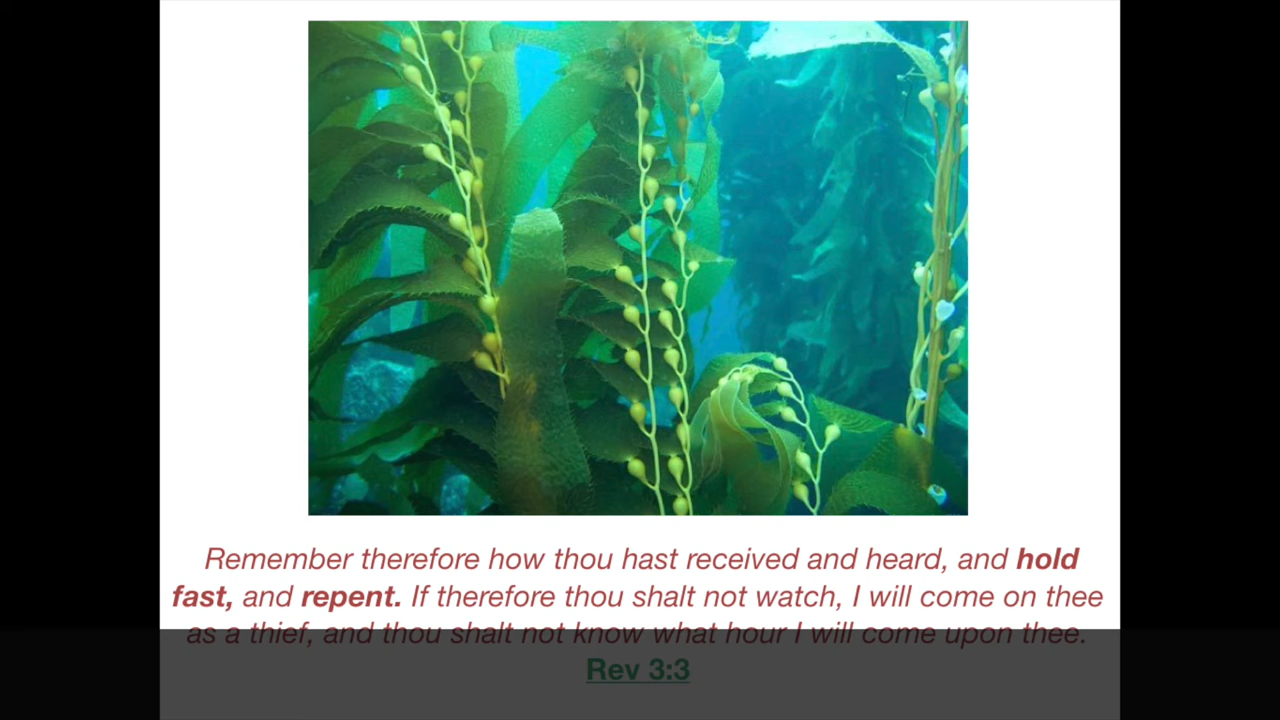 Remember therefore how thou hast received and heard, and hold
fast, and repent. If therefore thou shalt not watch, I will come on thee
as a thief, and thou shalt not know what hour I will come upon thee.
Rev 3:3